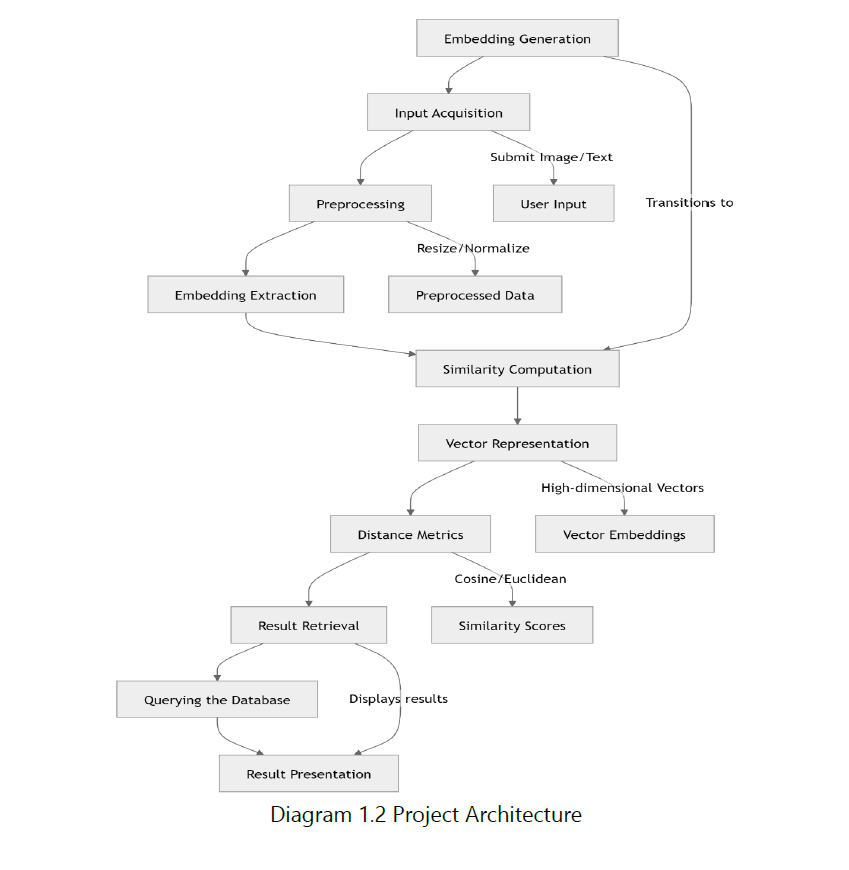 Embedding Generation
Input Acquisition
Submit Image/Text
Preprocessing
User Input
Transitions to
Resize/Normalize
Embedding Extraction
Preprocessed Data
Similarity Computation
Vector Representation
High-dimensional Vectors
Distance Metrics
Vector Embeddings
Cosine/Euclidean
Result Retrieval
Similarity Scores
Querying the Database
Displays results
Result Presentation
Diagram 1.2 Project Architecture